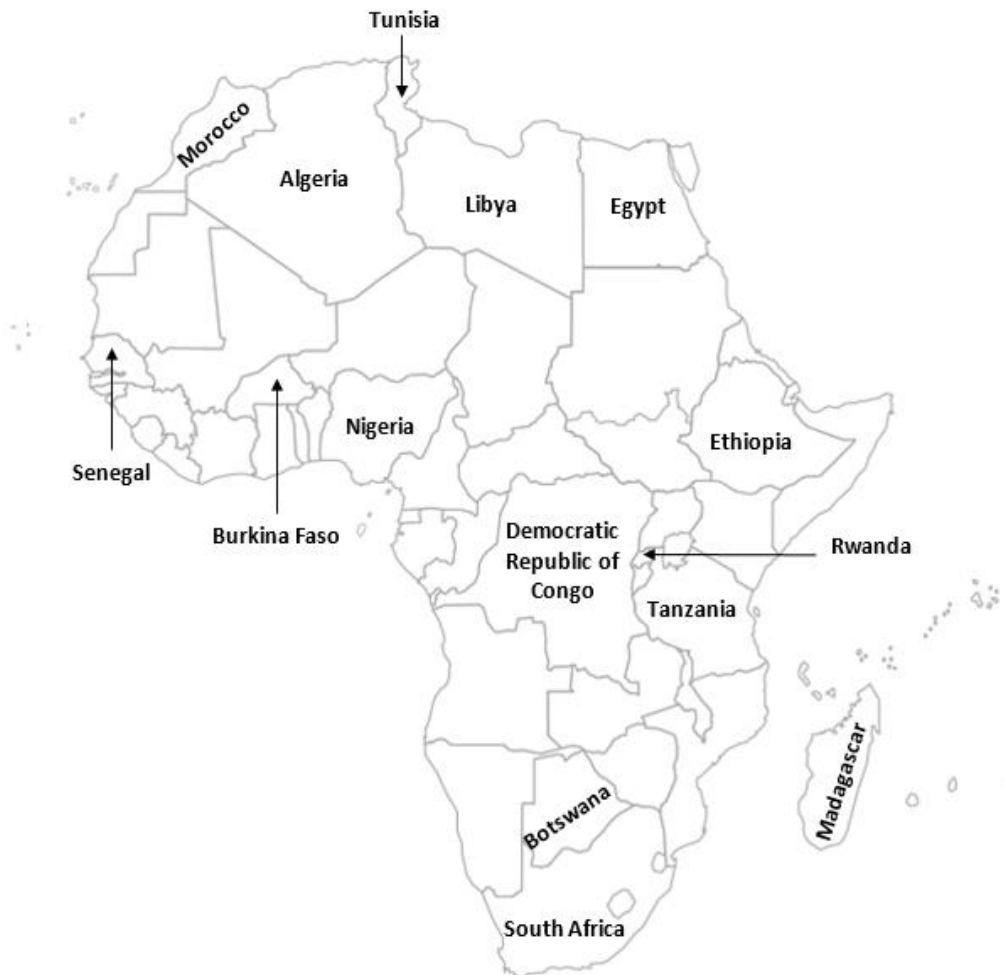 Tunisia
Morocco
Algeria
Libya
Egypt
Nigeria
Ethiopia
Senegal
Burkina Faso
Democratic
Republic of
Congo
Rwanda
Tanzania
Madagascar
Botswana
South Africa